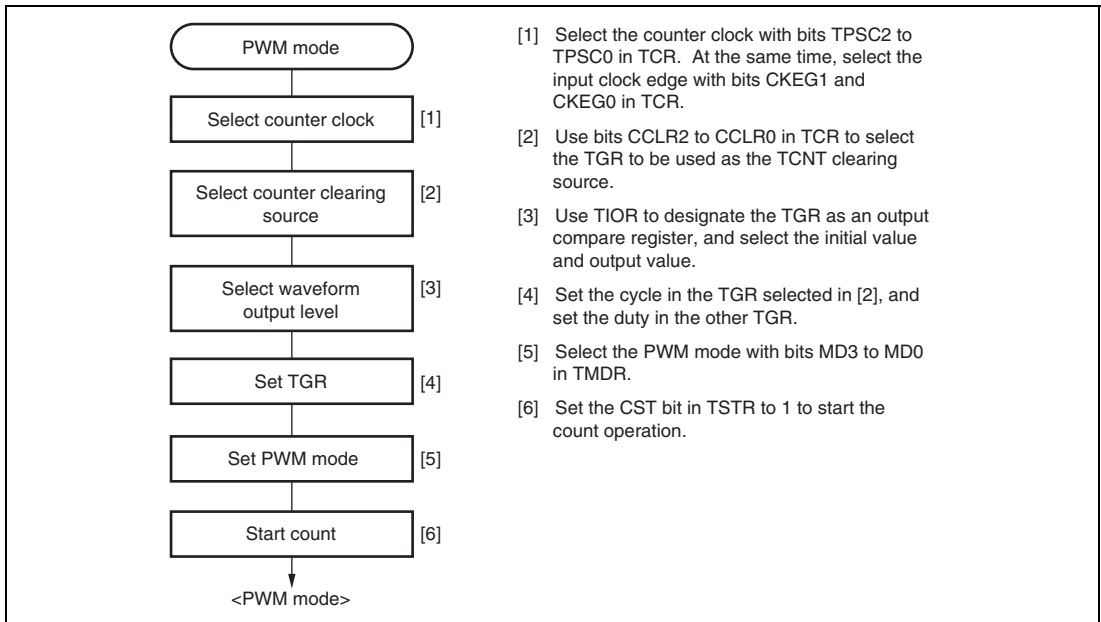 PWM mode
Select counter clock
[1]
Select counter clearing
source
[2]
Select waveform
output level
[3]
Set TGR
[4]
Set PWM mode
[5]
Start count
[6]
<PWM mode>
[1] Select the counter clock with bits TPSC2 to
TPSC0 in TCR. At the same time, select the
input clock edge with bits CKEG1 and
CKEG0 in TCR.
[2] Use bits CCLR2 to CCLR0 in TCR to select
the TGR to be used as the TCNT clearing
source.
[3] Use TIOR to designate the TGR as an output
compare register, and select the initial value
and output value.
[4] Set the cycle in the TGR selected in [2], and
set the duty in the other TGR.
[5] Select the PWM mode with bits MD3 to MD0
in TMDR.
[6] Set the CST bit in TSTR to 1 to start the
count operation.